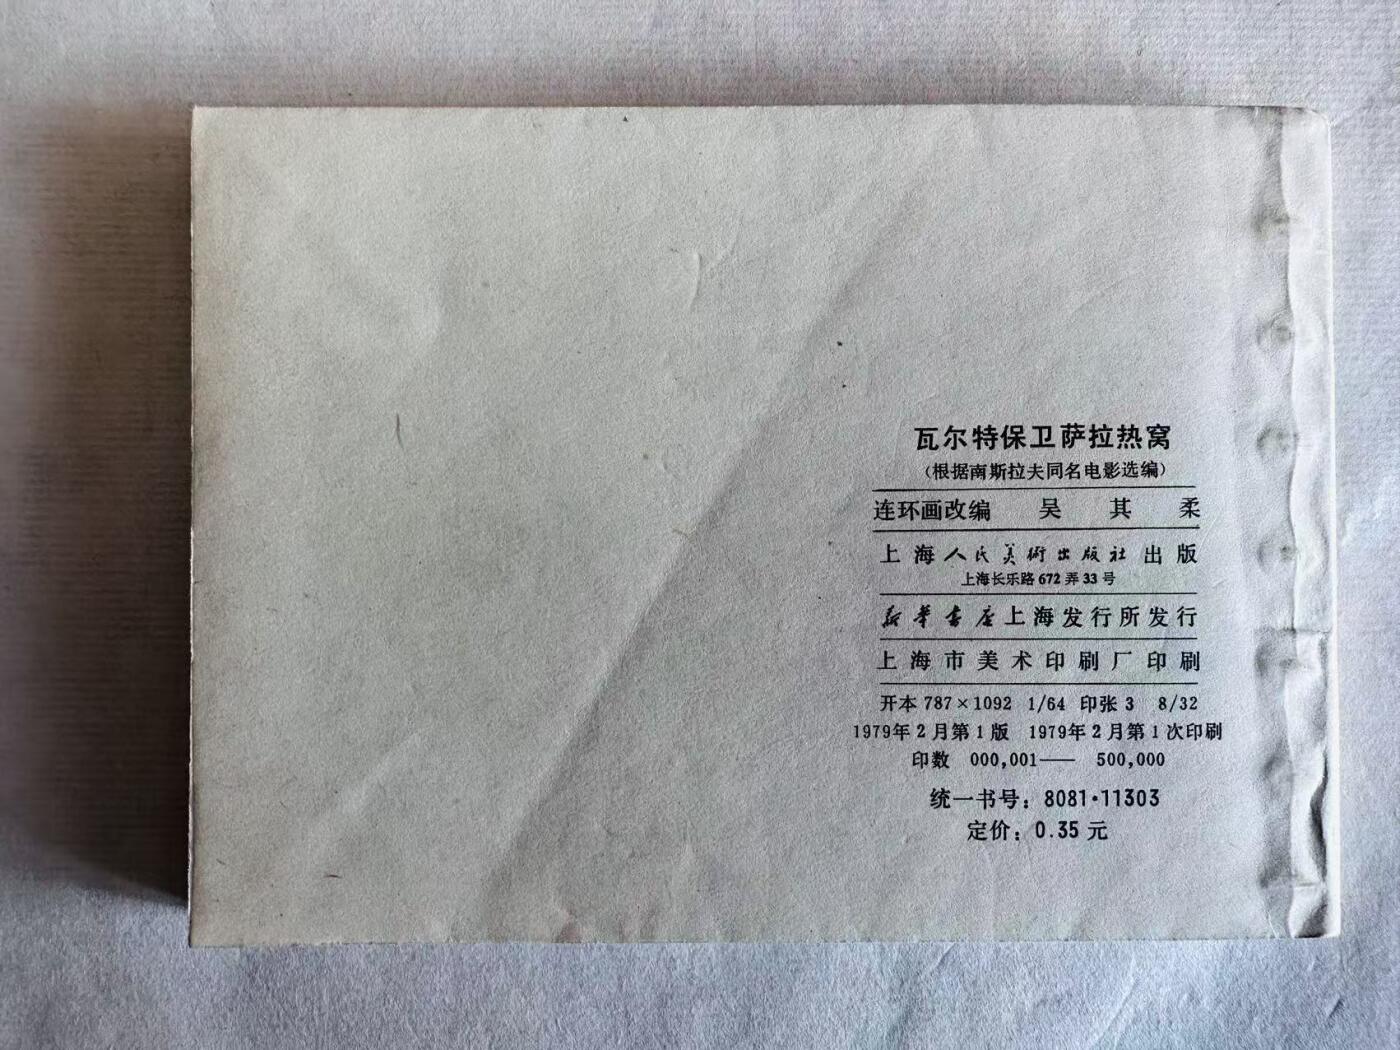 瓦尔特保卫萨拉热窝
（根据南斯拉夫同名电影选编）
连环画改编 吴其柔
上海人民美術出版社出版
上海长乐路672弄33号
新华书店上海发行所发行
上海市美术印刷厂印刷
开本 787×1092 1/64 印张 3 8/32
1979年2月第1版 1979年2月第1次印刷
印数 000,001—— 500,000
统一书号：8081·11303
定价：0.35元